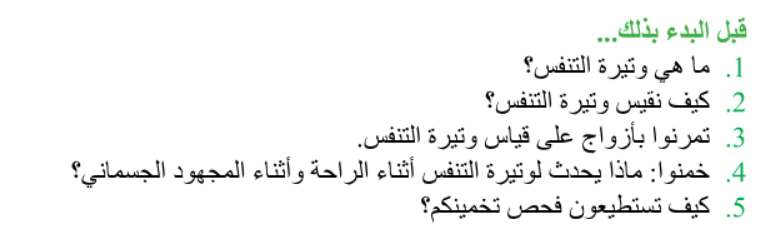 قبل البدء بذلك...
1. ما هي وتيرة التنفس؟
2. كيف نقيس وتيرة التنفس؟
3. تمرنوا بأزواج على قياس وتيرة التنفس.
4. خمنوا: ماذا يحدث لوتيرة التنفس أثناء الراحة وأثناء المجهود الجسماني؟
5. كيف تستطيعون فحص تخمينكم؟